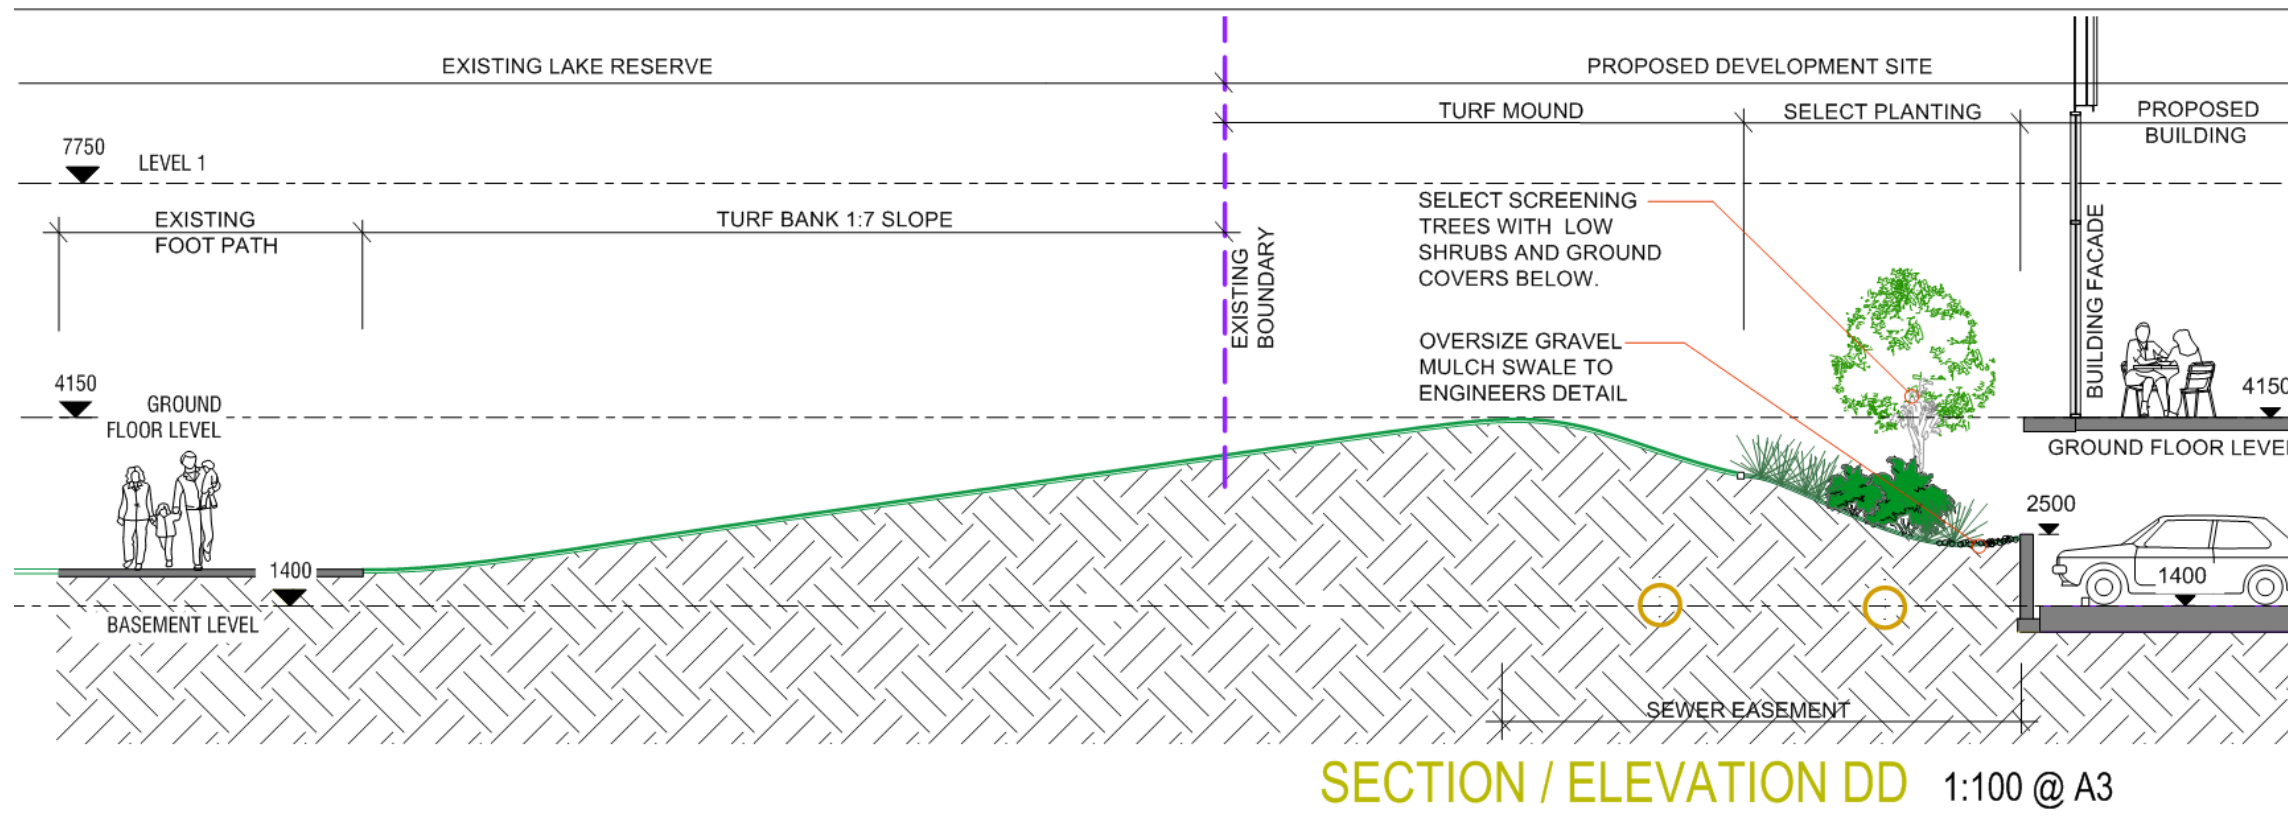 EXISTING LAKE RESERVE
PROPOSED DEVELOPMENT SITE
TURF MOUND
SELECT PLANTING
PROPOSED
BUILDING
7750
LEVEL 1
EXISTING
FOOT PATH
TURF BANK 1:7 SLOPE
EXISTING
BOUNDARY
SELECT SCREENING
TREES WITH LOW
SHRUBS AND GROUND
COVERS BELOW.
OVERSIZE GRAVEL
MULCH SWALE TO
ENGINEERS DETAIL
BUILDING FACADE
4150
GROUND
FLOOR LEVEL
4150
GROUND FLOOR LEVEL
2500
1400
1400
BASEMENT LEVEL
SEWER EASEMENT
SECTION / ELEVATION DD 1:100 @ A3